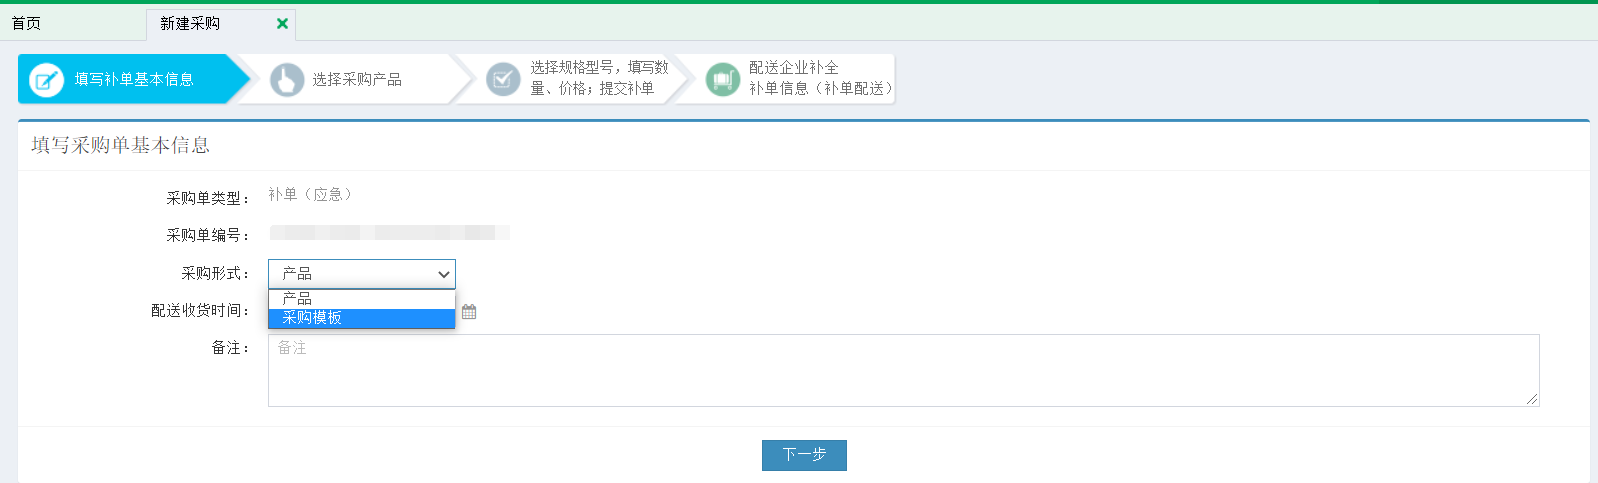 首页
新建采购
填写补单基本信息
选择采购产品
选择规格型号，填写数
量、价格；提交补单
配送企业补全
补单信息（补单配送）
填写采购单基本信息
采购单类型：
补单（应急）
采购单编号：
采购形式：
产品
产品
采购模板
配送收货时间：
备注：
备注
下一步